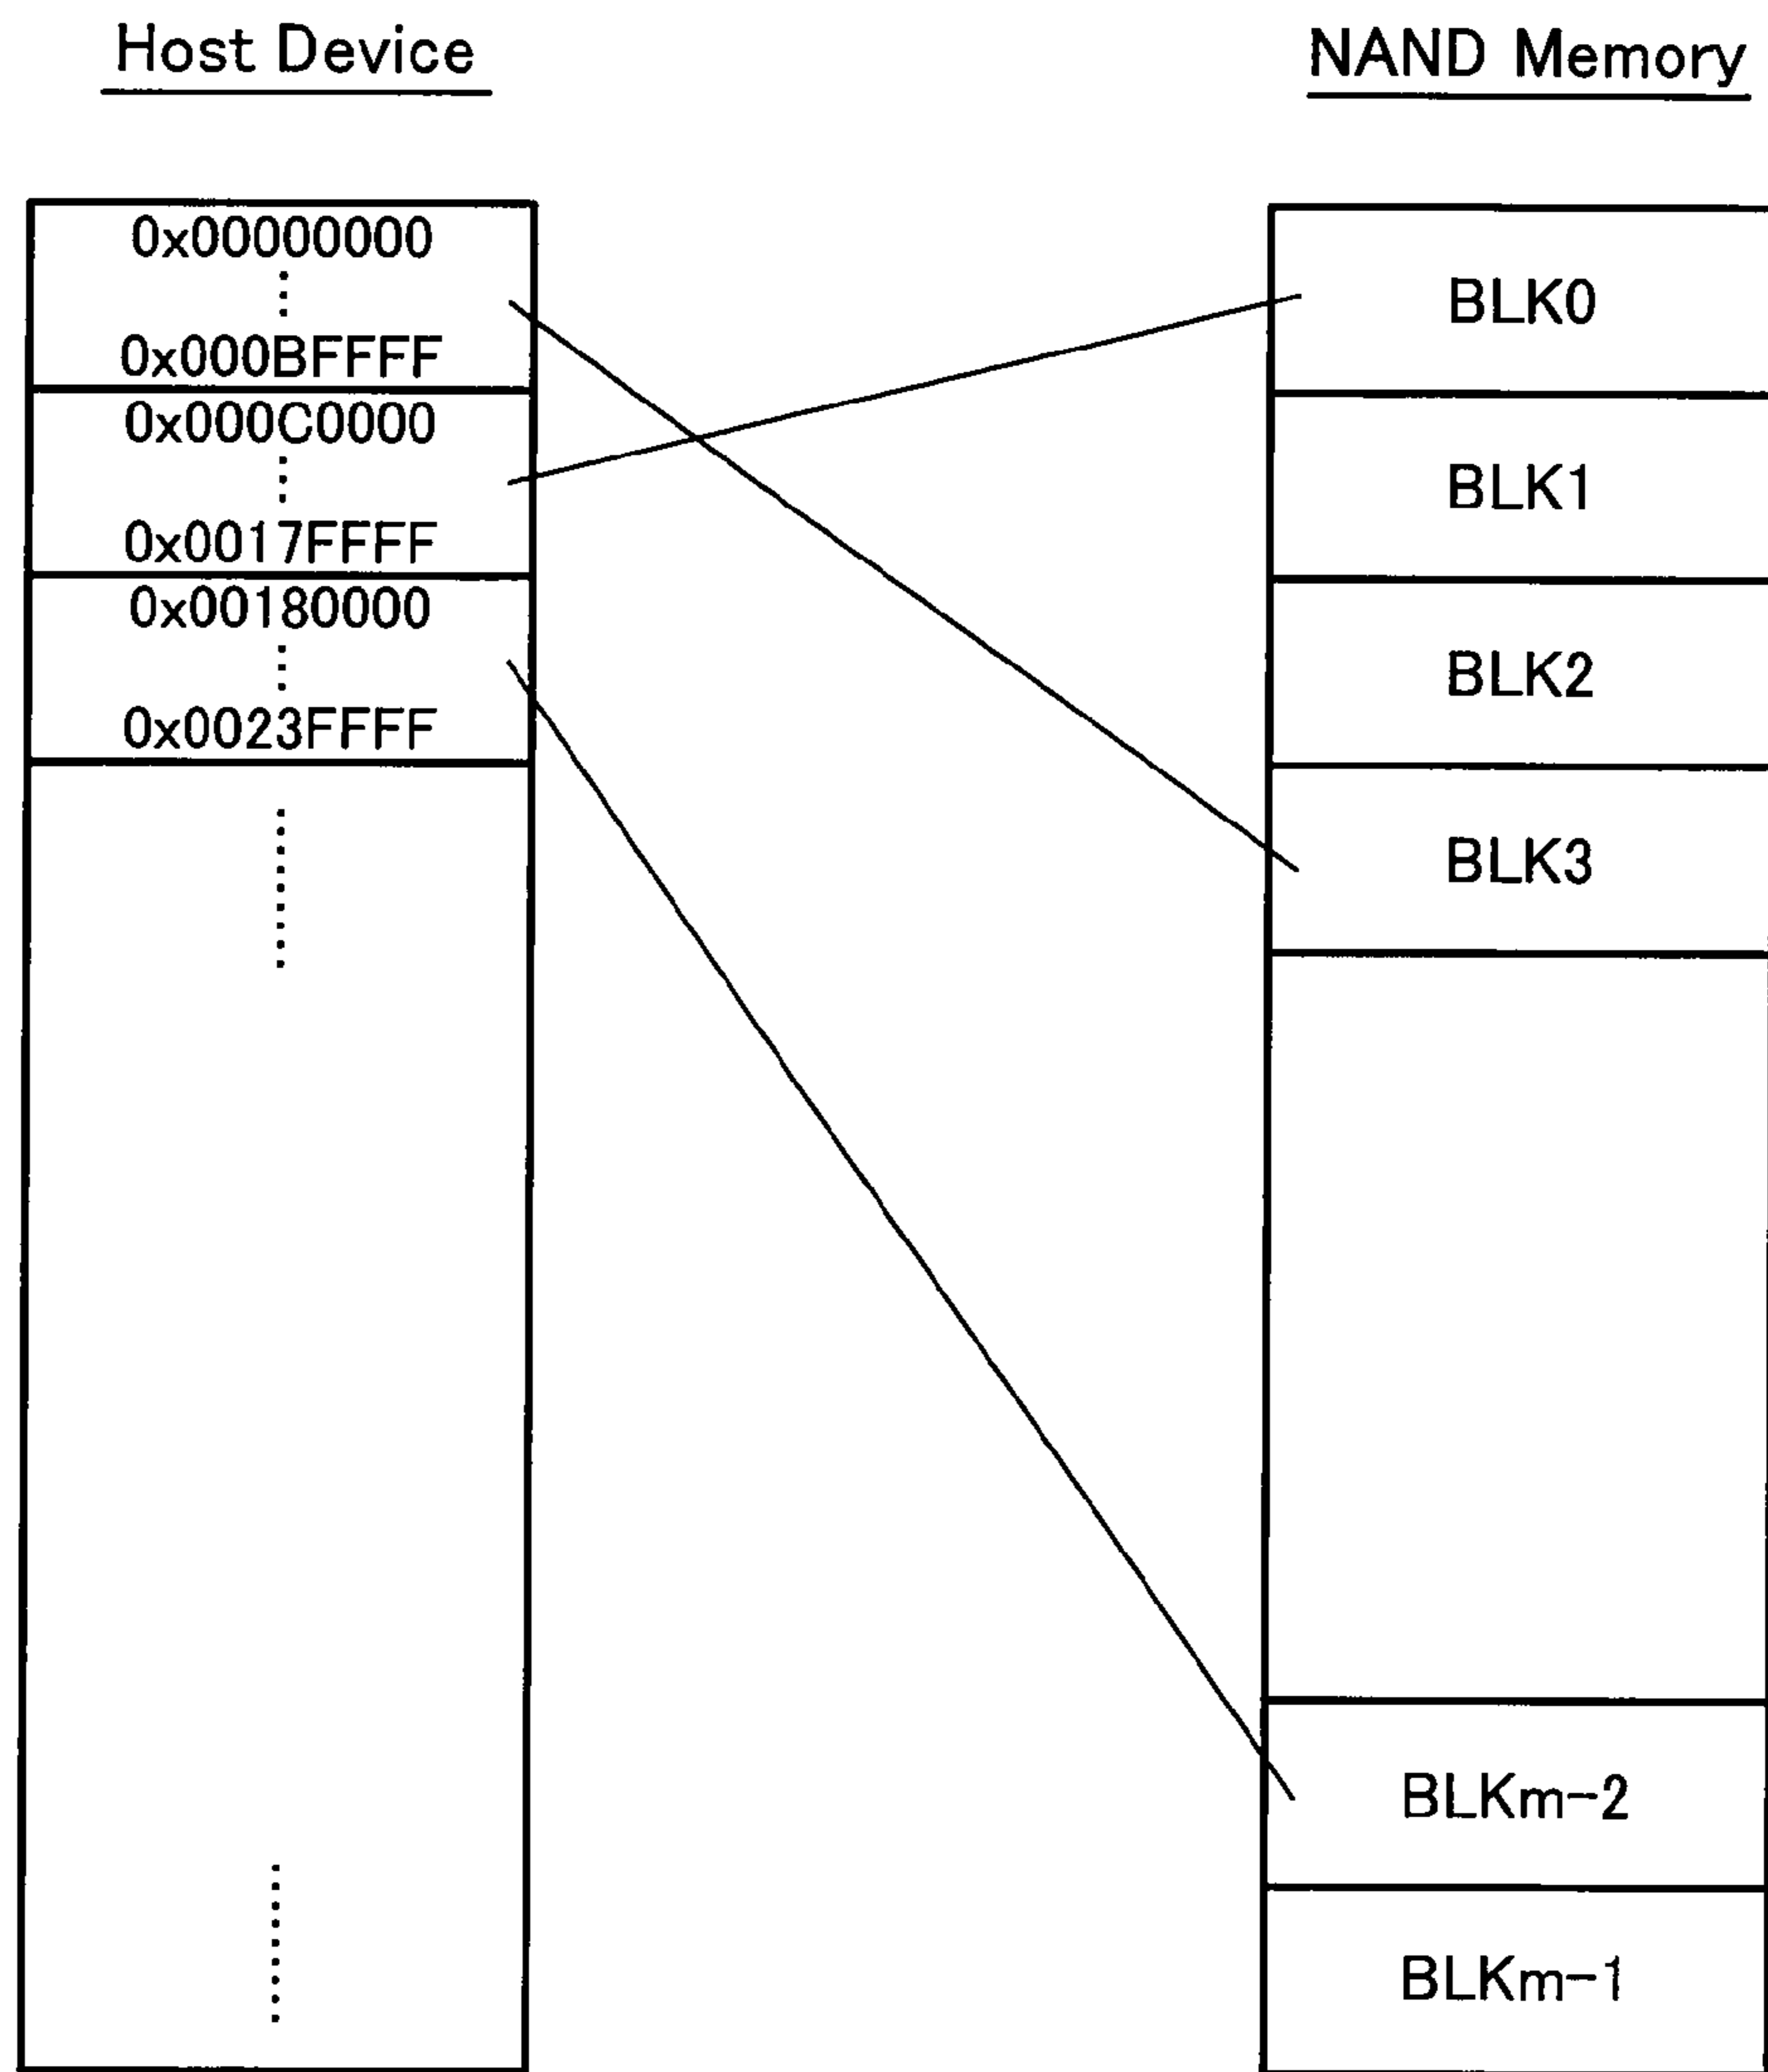 Host Device
NAND Memory
0x00000000
0x000BFFFF
0x000C0000
0x0017FFFF
0x00180000
0x0023FFFF
BLK0
BLK1
BLK2
BLK3
BLKm-2
BLKm-1